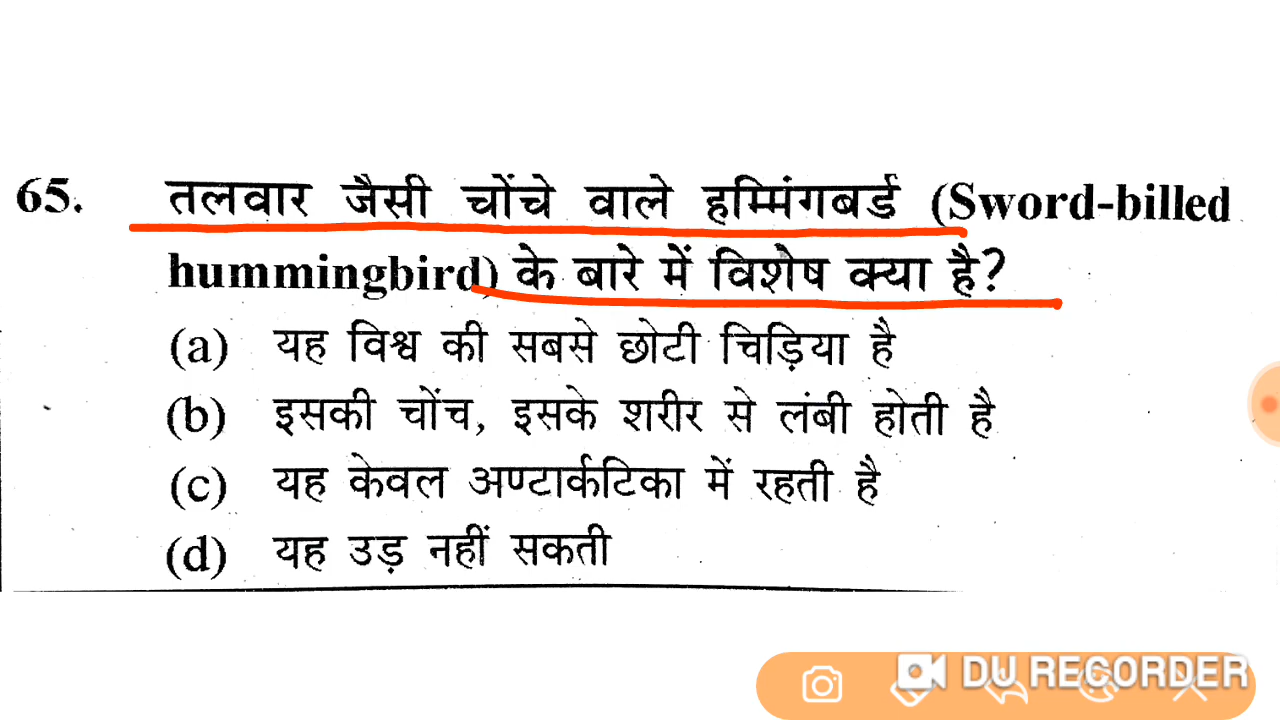 65. तलवार जैसी चोंचे वाले हम्मिंगबर्ड (Sword-billed
hummingbird) के बारे में विशेष क्या है?
(a) यह विश्व की सबसे छोटी चिड़िया है
(b) इसकी चोंच, इसके शरीर से लंबी होती है
(c) यह केवल अण्टार्कटिका में रहती है
(d) यह उड़ नहीं सकती
DU RECORDER